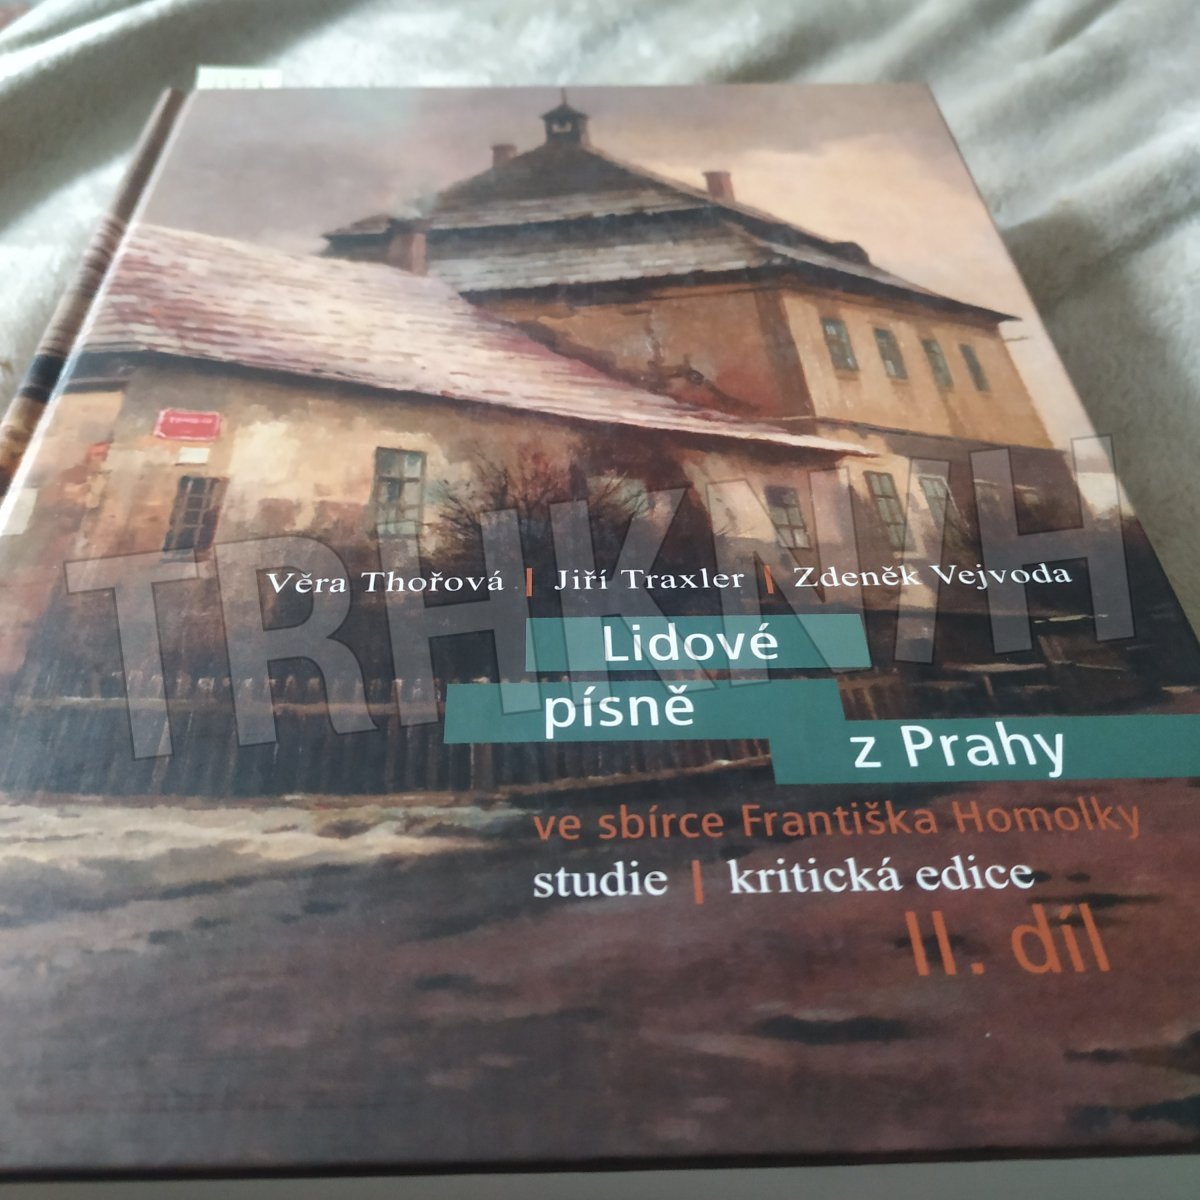 Věra Thořová | Jiří Traxler | Zdeněk Vejvoda
Lidové
písně
z Prahy
ve sbírce Františka Homolky
studie | kritická edice
II. díl
TRHKNIH